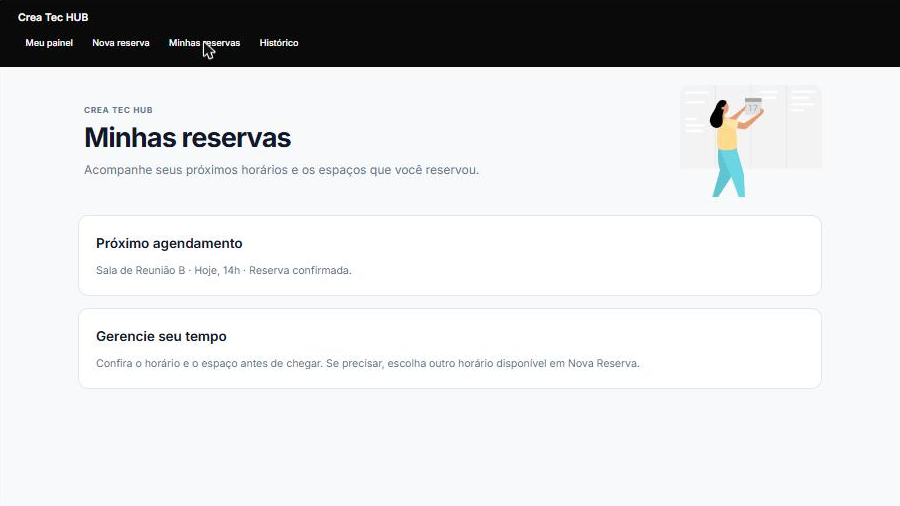 Crea Tec HUB
Meu painel Nova reserva Minhas reservas Histórico
CREA TEC HUB
Minhas reservas
Acompanhe seus próximos horários e os espaços que você reservou.
17
Próximo agendamento
Sala de Reunião B · Hoje, 14h · Reserva confirmada.
Gerencie seu tempo
Confira o horário e o espaço antes de chegar. Se precisar, escolha outro horário disponível em Nova Reserva.